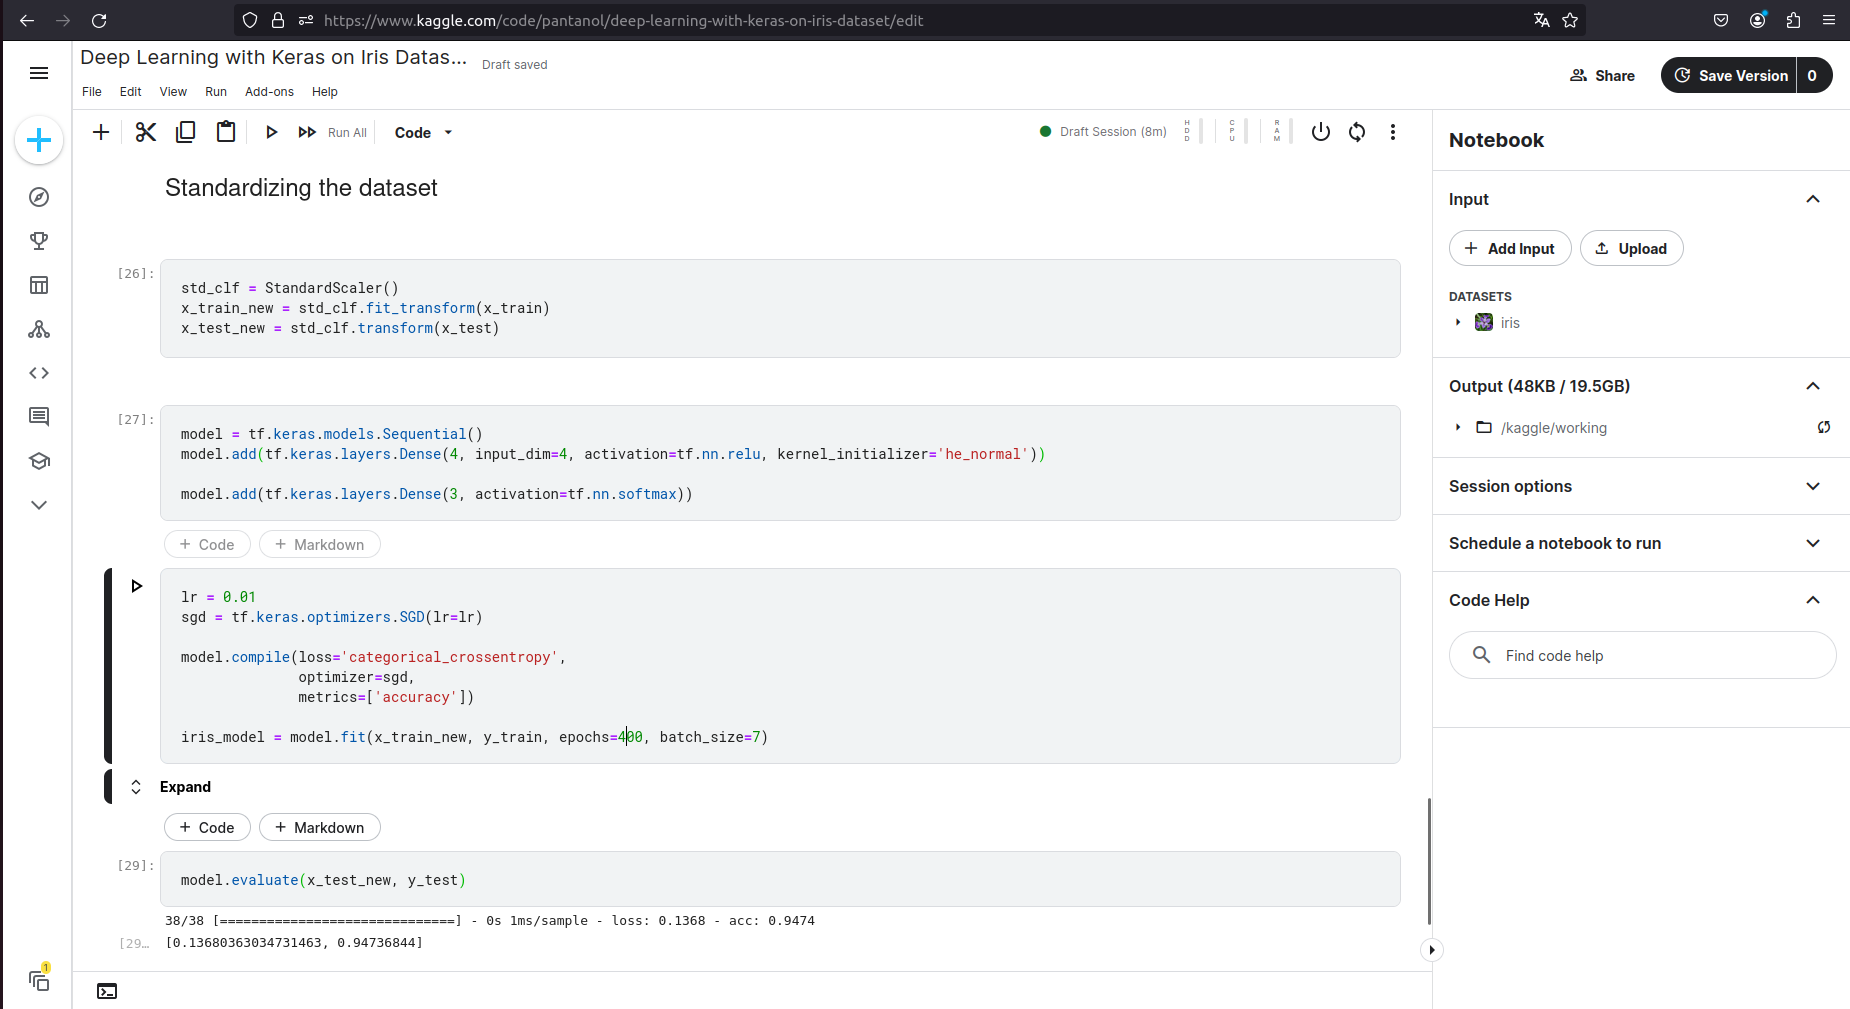 https://www.kaggle.com/code/pantanol/deep-learning-with-keras-on-iris-dataset/edit
Deep Learning with Keras on Iris Datas...
Draft saved
File Edit View Run Add-ons Help
Share
Save Version 0
Run All
Code
Draft Session (8m)
HDD
CPU
RAM
Standardizing the dataset
[26]:
std_clf = StandardScaler()
x_train_new = std_clf.fit_transform(x_train)
x_test_new = std_clf.transform(x_test)
[27]:
model = tf.keras.models.Sequential()
model.add(tf.keras.layers.Dense(4, input_dim=4, activation=tf.nn.relu, kernel_initializer='he_normal'))
model.add(tf.keras.layers.Dense(3, activation=tf.nn.softmax))
+ Code + Markdown
lr = 0.01
sgd = tf.keras.optimizers.SGD(lr=lr)
model.compile(loss='categorical_crossentropy',
optimizer=sgd,
metrics=['accuracy'])
iris_model = model.fit(x_train_new, y_train, epochs=400, batch_size=7)
Expand
+ Code + Markdown
[29]:
model.evaluate(x_test_new, y_test)
38/38 [==============================] - 0s 1ms/sample - loss: 0.1368 - acc: 0.9474
[29…
[0.13680363034731463, 0.94736844]
1
Notebook
Input
+ Add Input
Upload
DATASETS
iris
Output (48KB / 19.5GB)
/kaggle/working
Session options
Schedule a notebook to run
Code Help
Find code help